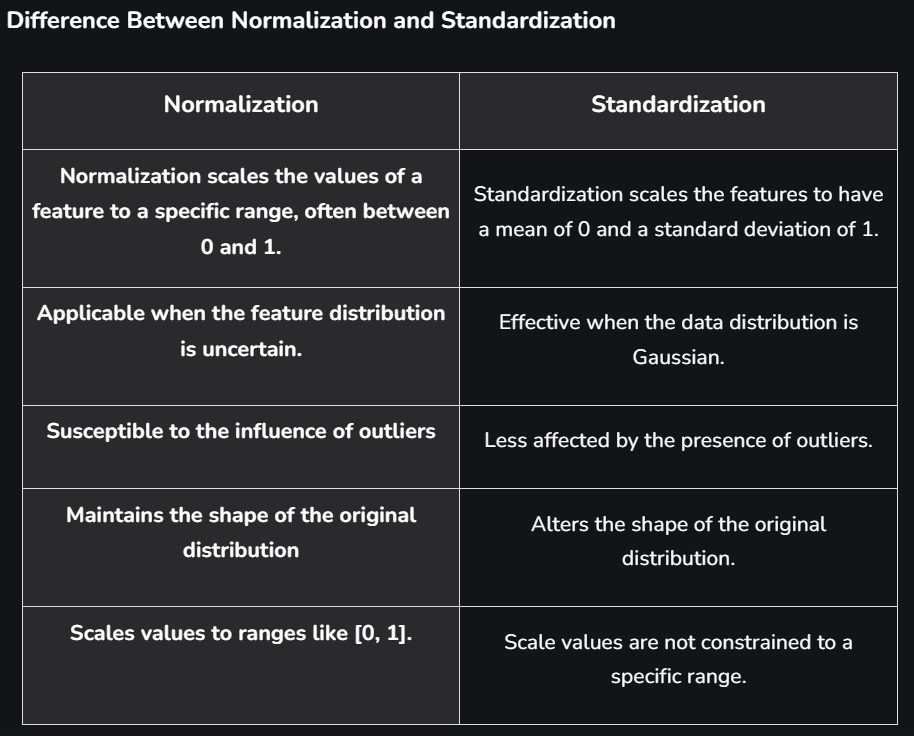 Difference Between Normalization and Standardization
Normalization
Standardization
Normalization scales the values of a
feature to a specific range, often between
0 and 1.
Standardization scales the features to have
a mean of 0 and a standard deviation of 1.
Applicable when the feature distribution
is uncertain.
Effective when the data distribution is
Gaussian.
Susceptible to the influence of outliers
Less affected by the presence of outliers.
Maintains the shape of the original
distribution
Alters the shape of the original
distribution.
Scales values to ranges like [0, 1].
Scale values are not constrained to a
specific range.